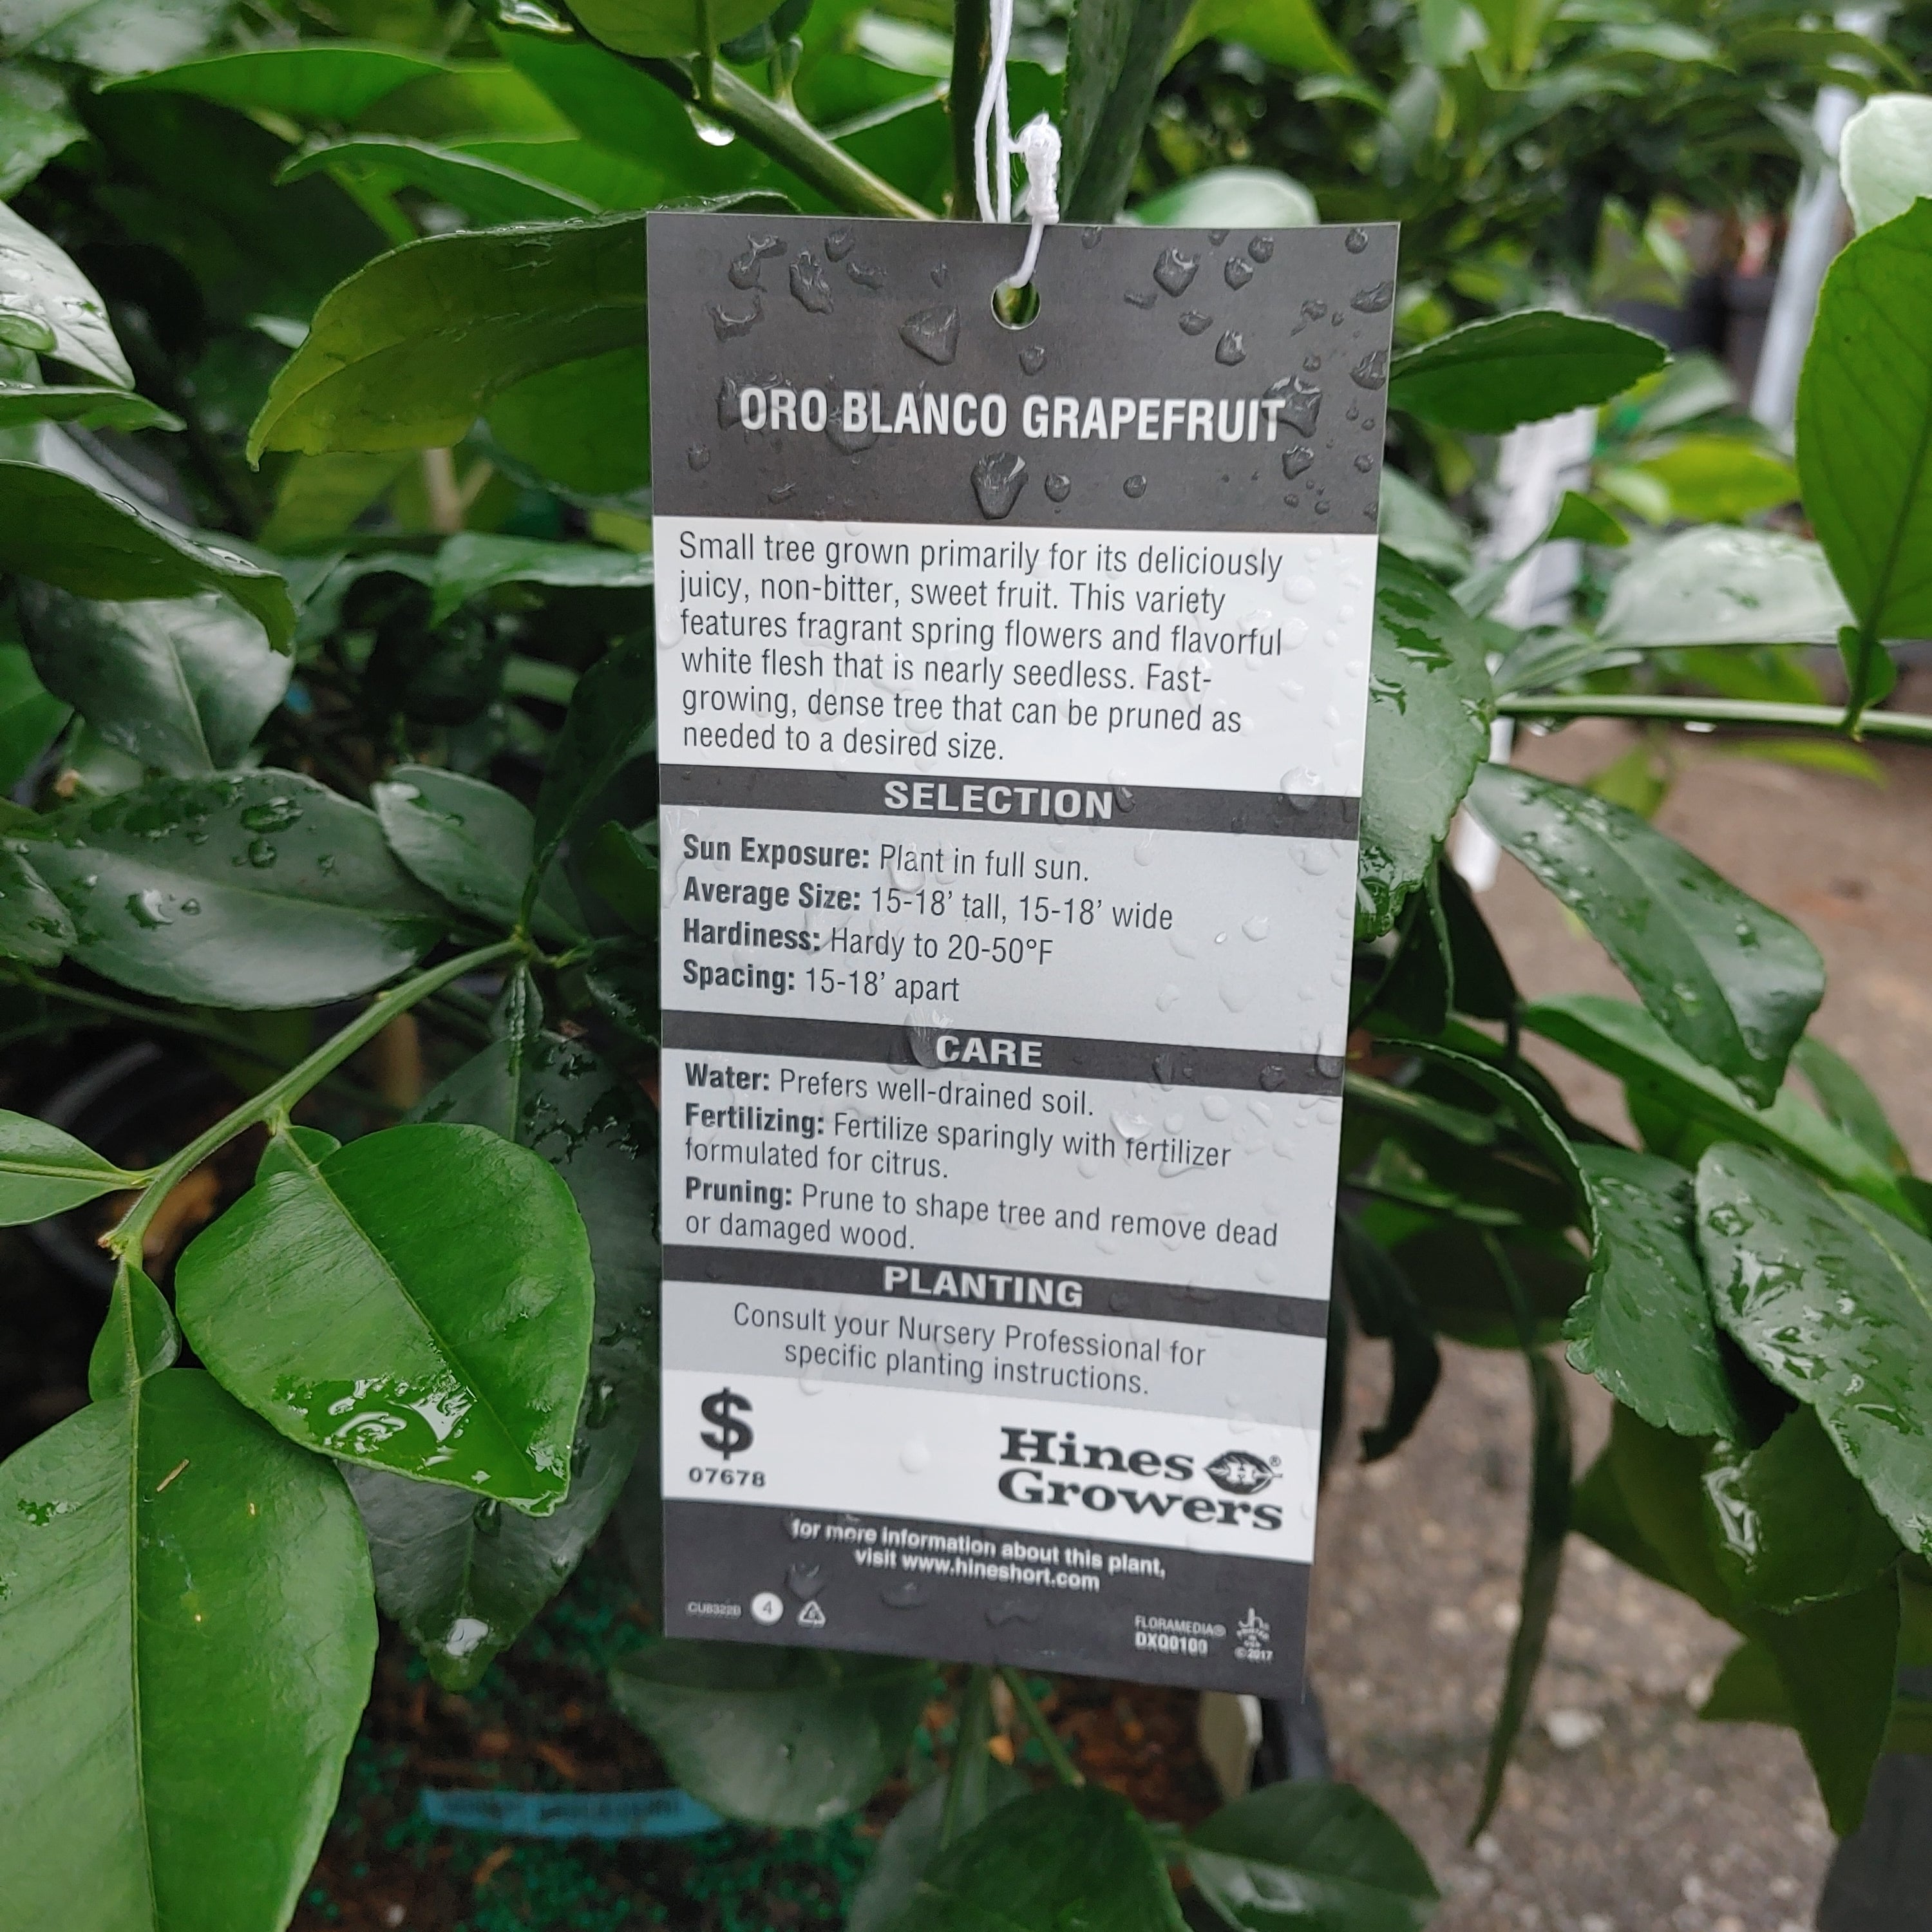 ORO BLANCO GRAPEFRUIT
Small tree grown primarily for its deliciously
juicy, non-bitter, sweet fruit. This variety
features fragrant spring flowers and flavorful
white flesh that is nearly seedless. Fast-
growing, dense tree that can be pruned as
needed to a desired size.
SELECTION
Sun Exposure: Plant in full sun.
Average Size: 15-18' tall, 15-18' wide
Hardiness: Hardy to 20-50°F
Spacing: 15-18' apart
CARE
Water: Prefers well-drained soil.
Fertilizing: Fertilize sparingly with fertilizer
formulated for citrus.
Pruning: Prune to shape tree and remove dead
or damaged wood.
PLANTING
Consult your Nursery Professional for
specific planting instructions.
$
07678
Hines ®
Growers
for more information about this plant,
visit www.hineshort.com
4
FLORAMEDIA®
DXQ0100
©2017